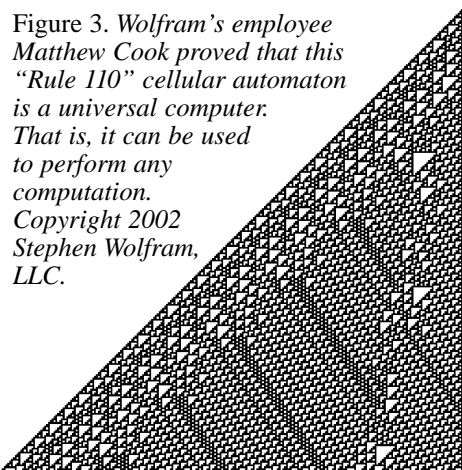 Figure 3. Wolfram's employee
Matthew Cook proved that this
“Rule 110” cellular automaton
is a universal computer.
That is, it can be used
to perform any
computation.
Copyright 2002
Stephen Wolfram,
LLC.